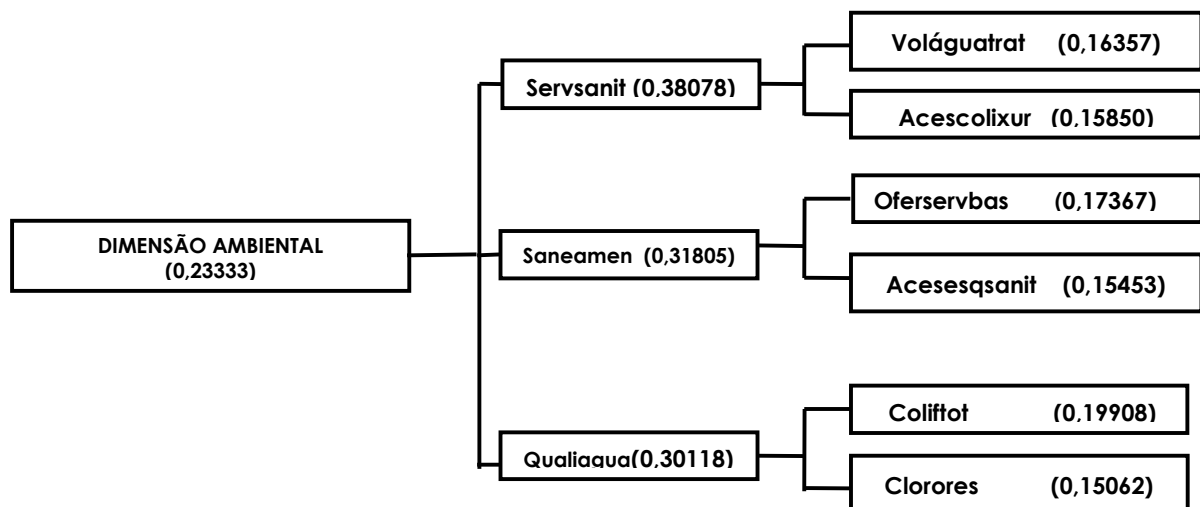 Voláguatrat (0,16357)
Servsanit (0,38078)
Acescolixur (0,15850)
Oferservbas (0,17367)
DIMENSÃO AMBIENTAL
(0,23333)
Saneamen (0,31805)
Acesesqsanit (0,15453)
Coliftot (0,19908)
Qualiagua(0,30118)
Clorores (0,15062)